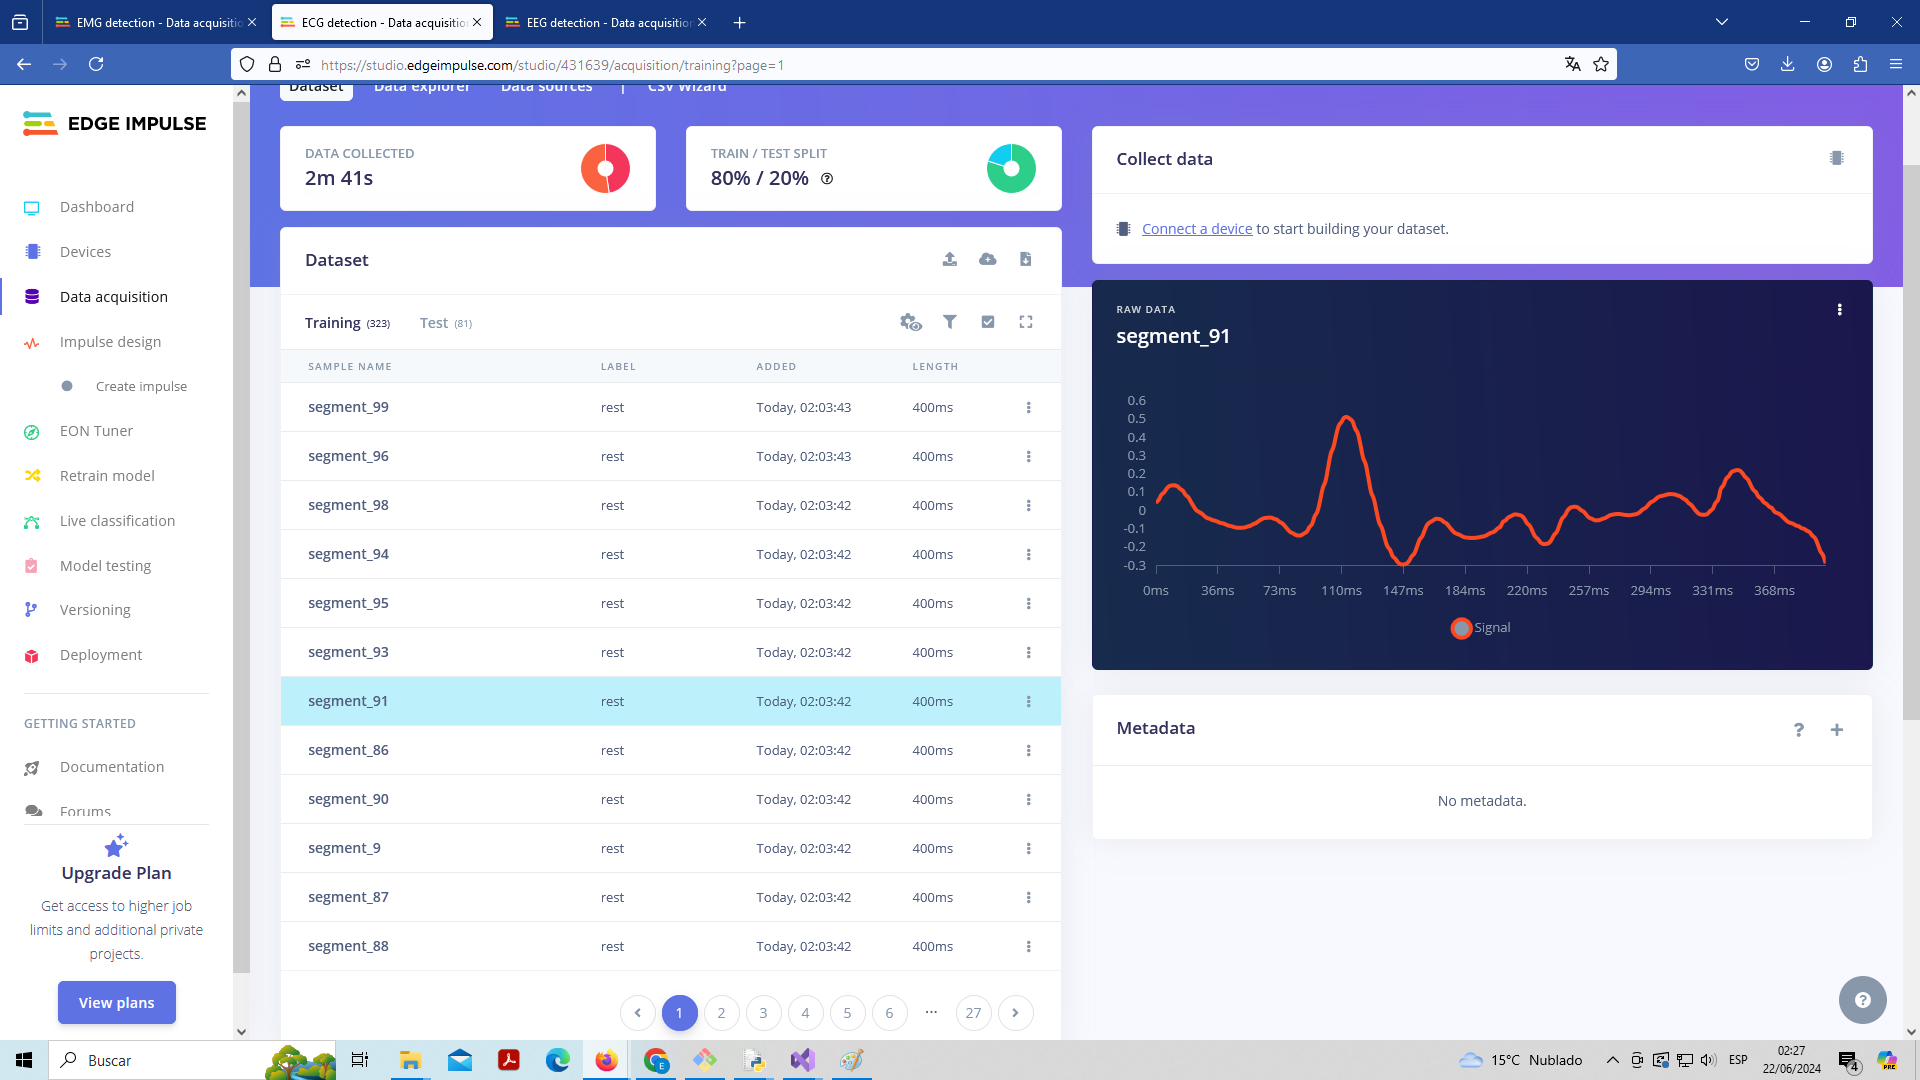 EMG detection - Data acquisitio
ECG detection - Data acquisitio
EEG detection - Data acquisition
https://studio.edgeimpulse.com/studio/431639/acquisition/training?page=1
EDGE IMPULSE
Dashboard
Devices
Data acquisition
Impulse design
Create impulse
EON Tuner
Retrain model
Live classification
Model testing
Versioning
Deployment
GETTING STARTED
Documentation
Forums
Upgrade Plan
Get access to higher job
limits and additional private
projects.
View plans
Dataset Data explorer Data sources | CSV Wizard
DATA COLLECTED
2m 41s
TRAIN / TEST SPLIT
80% / 20%
Dataset
Training (323) Test (81)
SAMPLE NAME LABEL ADDED LENGTH
segment_99 rest Today, 02:03:43 400ms
segment_96 rest Today, 02:03:43 400ms
segment_98 rest Today, 02:03:42 400ms
segment_94 rest Today, 02:03:42 400ms
segment_95 rest Today, 02:03:42 400ms
segment_93 rest Today, 02:03:42 400ms
segment_91 rest Today, 02:03:42 400ms
segment_86 rest Today, 02:03:42 400ms
segment_90 rest Today, 02:03:42 400ms
segment_9 rest Today, 02:03:42 400ms
segment_87 rest Today, 02:03:42 400ms
segment_88 rest Today, 02:03:42 400ms
1 2 3 4 5 6 ... 27
Collect data
Connect a device to start building your dataset.
RAW DATA
segment_91
0.6
0.5
0.4
0.3
0.2
0.1
0
-0.1
-0.2
-0.3
0ms 36ms 73ms 110ms 147ms 184ms 220ms 257ms 294ms 331ms 368ms
Signal
Metadata
No metadata.
Buscar
15°C Nublado
ESP
02:27
22/06/2024
4
PRE